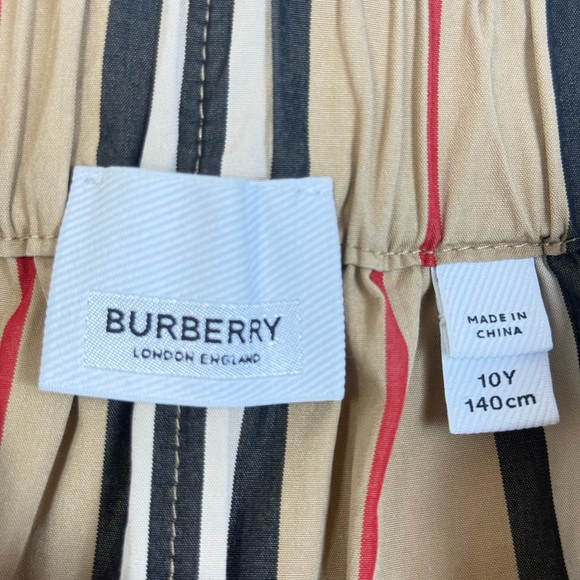 BURBERRY
LONDON ENGLAND
MADE IN
CHINA
10Y
140cm